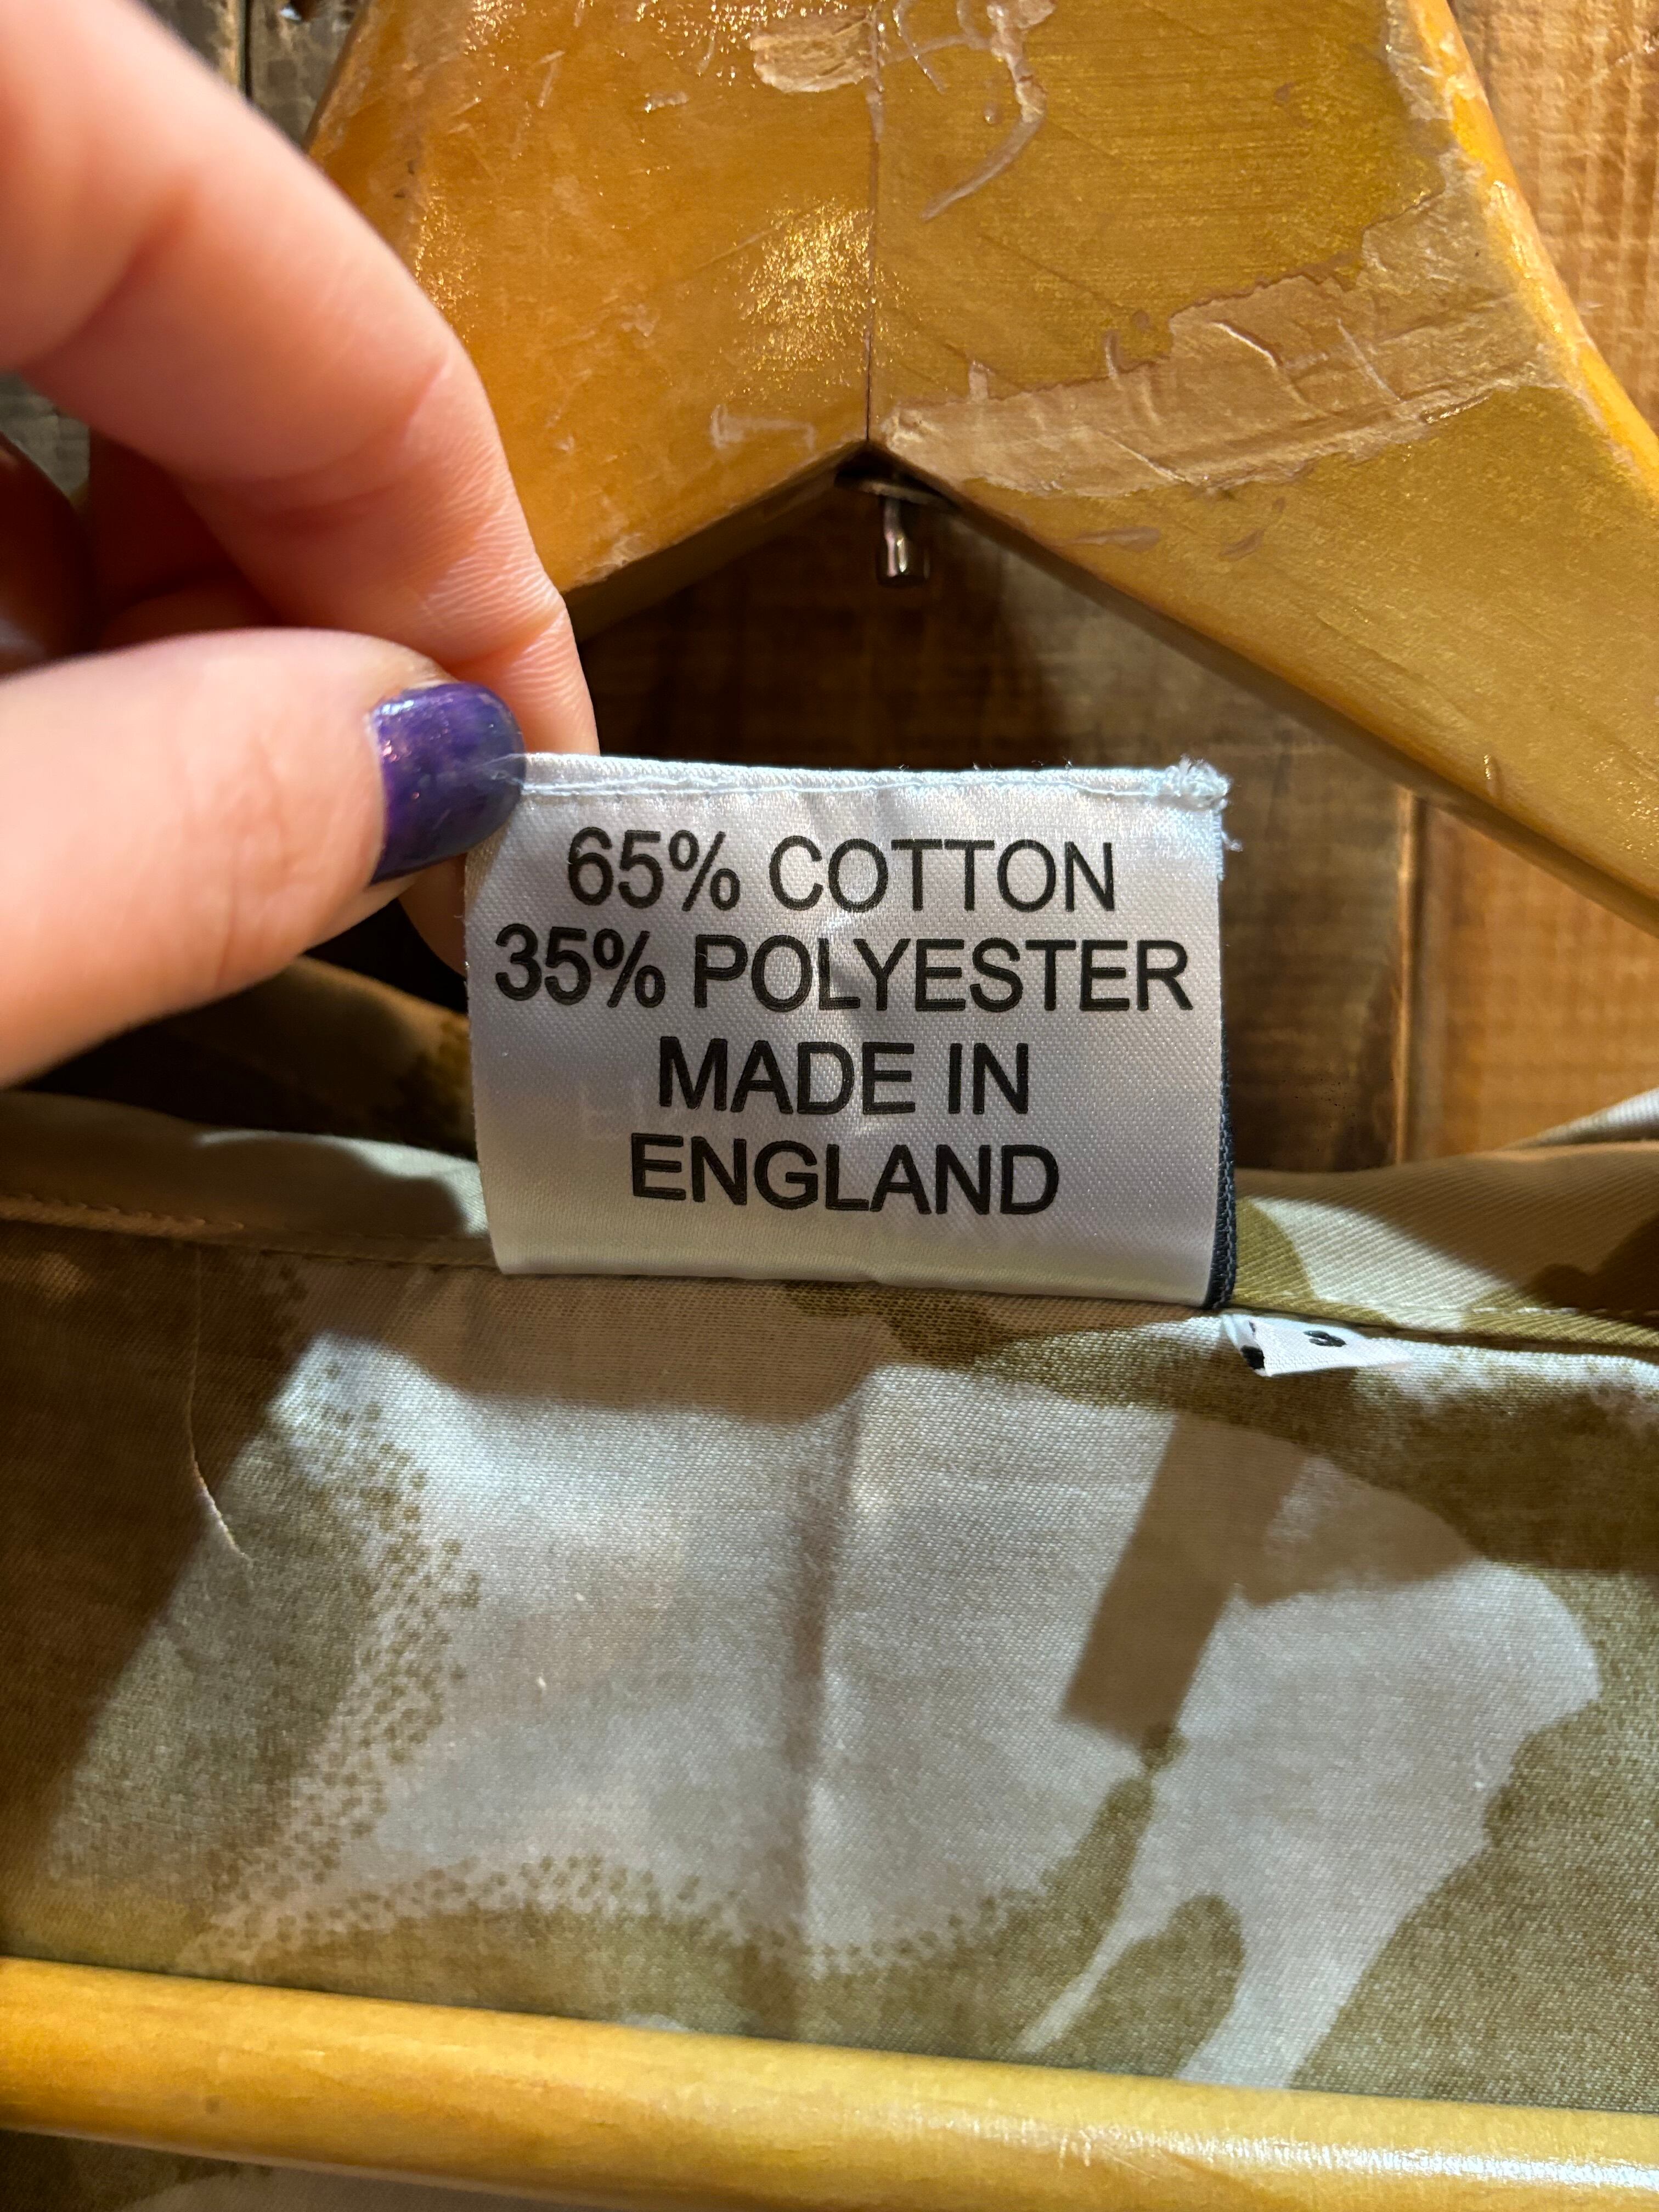 65% COTTON
35% POLYESTER
MADE IN
ENGLAND